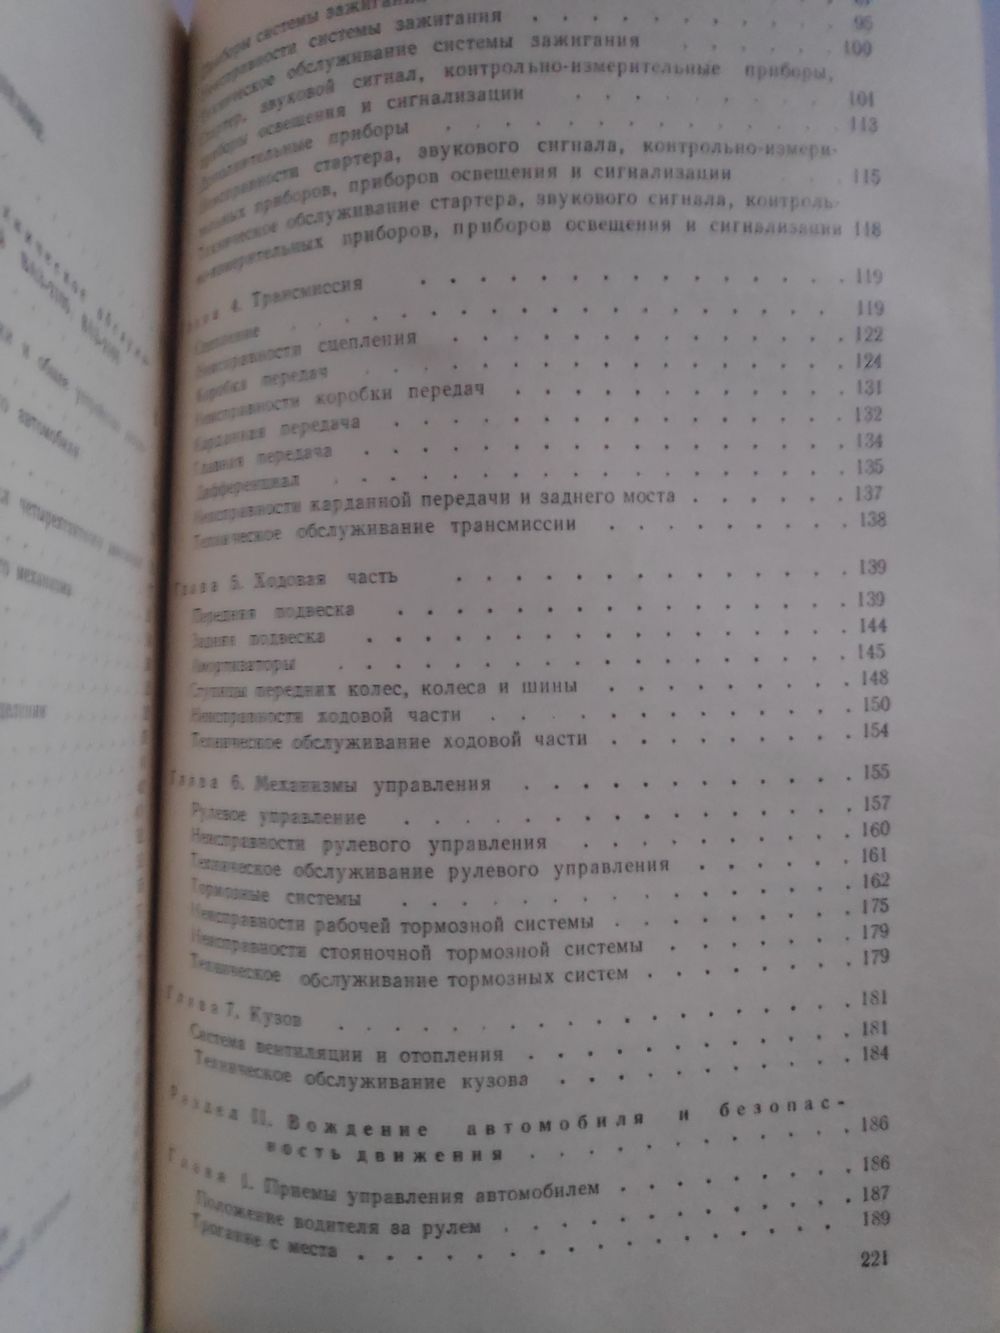 Приборы системы зажигания
Неисправности системы зажигания . . . . . . . . . . 96
Техническое обслуживание системы зажигания . . . . . . 100
Стартер, звуковой сигнал, контрольно-измерительные приборы,
приборы освещения и сигнализации . . . . . . . . . 101
Дополнительные приборы . . . . . . . . . . . . . 113
Неисправности стартера, звукового сигнала, контрольно-измери-
тельных приборов, приборов освещения и сигнализации . . . 115
Техническое обслуживание стартера, звукового сигнала, контроль-
но-измерительных приборов, приборов освещения и сигнализации 118
Глава 4. Трансмиссия . . . . . . . . . . . . . . . 119
Сцепление . . . . . . . . . . . . . . . . . . . 119
Неисправности сцепления . . . . . . . . . . . . . . 122
Коробка передач . . . . . . . . . . . . . . . . . 124
Неисправности коробки передач . . . . . . . . . . . . 131
Карданная передача . . . . . . . . . . . . . . . . 132
Главная передача . . . . . . . . . . . . . . . . . 134
Дифференциал . . . . . . . . . . . . . . . . . . 135
Неисправности карданной передачи и заднего моста . . . . . . 137
Техническое обслуживание трансмиссии . . . . . . . . . 138
Глава 5. Ходовая часть . . . . . . . . . . . . . . 139
Передняя подвеска . . . . . . . . . . . . . . . . 139
Задняя подвеска . . . . . . . . . . . . . . . . . 144
Амортизаторы . . . . . . . . . . . . . . . . . . 145
Ступицы передних колес, колеса и шины . . . . . . . . . 148
Неисправности ходовой части . . . . . . . . . . . . . 150
Техническое обслуживание ходовой части . . . . . . . . . 154
Глава 6. Механизмы управления . . . . . . . . . . . . 155
Рулевое управление . . . . . . . . . . . . . . . . 157
Неисправности рулевого управления . . . . . . . . . . 160
Техническое обслуживание рулевого управления . . . . . . 161
Тормозные системы . . . . . . . . . . . . . . . . 162
Неисправности рабочей тормозной системы . . . . . . . . . 175
Неисправности стояночной тормозной системы . . . . . . . 179
Техническое обслуживание тормозных систем . . . . . . . . 179
Глава 7. Кузов . . . . . . . . . . . . . . . . . . 181
Система вентиляции и отопления . . . . . . . . . . . . 181
Техническое обслуживание кузова . . . . . . . . . . . 184
Раздел II. Вождение автомобиля и безопас-
ность движения . . . . . . . . . . . . 186
Глава 1. Приемы управления автомобилем . . . . . . . . . 186
Положение водителя за рулем . . . . . . . . . . . . . 187
Трогание с места . . . . . . . . . . . . . . . . . 189
221